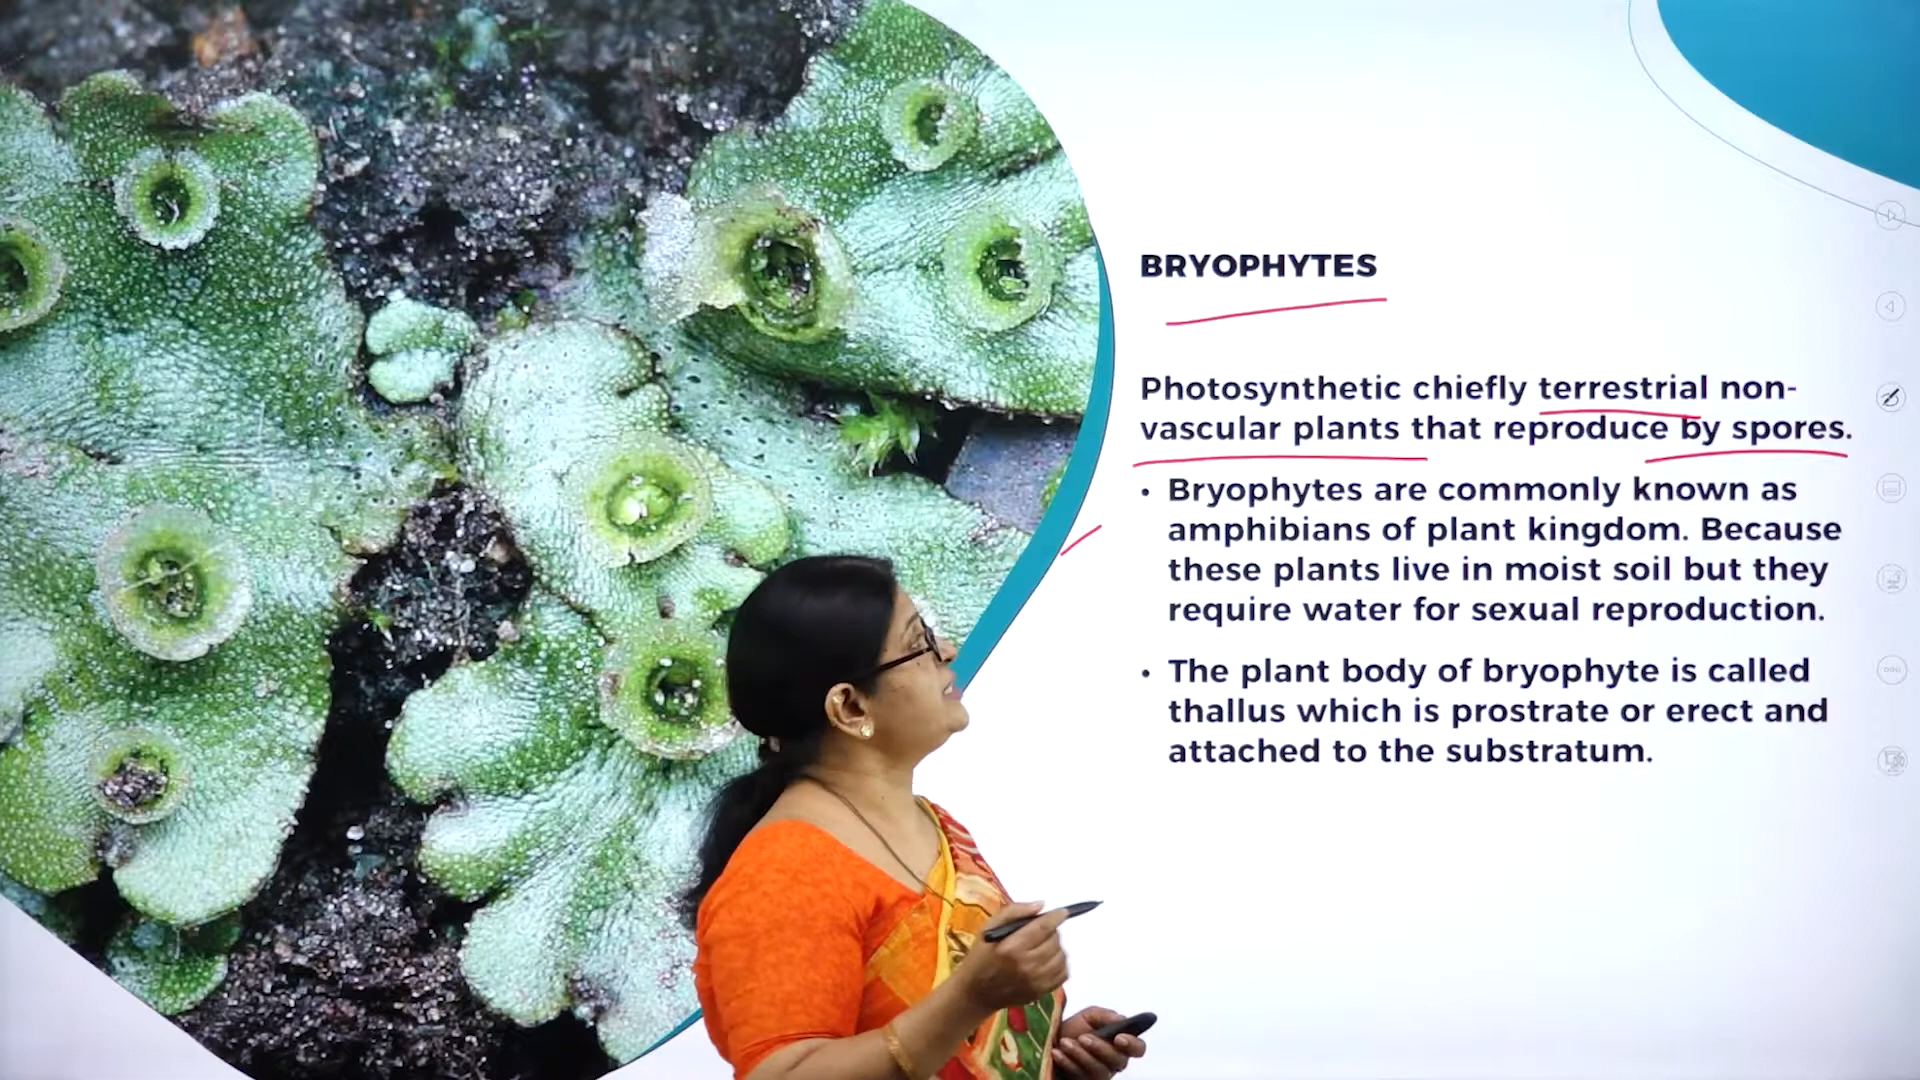 BRYOPHYTES
Photosynthetic chiefly terrestrial non-
vascular plants that reproduce by spores.
• Bryophytes are commonly known as
amphibians of plant kingdom. Because
these plants live in moist soil but they
require water for sexual reproduction.
• The plant body of bryophyte is called
thallus which is prostrate or erect and
attached to the substratum.